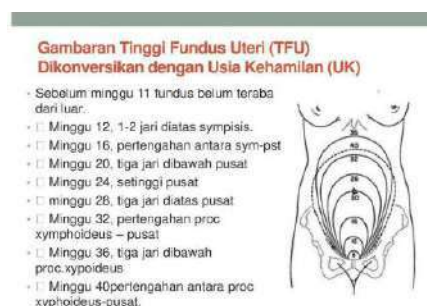 Gambaran Tinggi Fundus Uteri (TFU)
Dikonversikan dengan Usia Kehamilan (UK)
Sebelum minggu 11 fundus belum teraba
dari luar.
Minggu 12, 1-2 jari diatas sympisis.
Minggu 16, pertengahan antara sym-pst
Minggu 20, tiga jari dibawah pusat
Minggu 24, setinggi pusat
minggu 28, tiga jari diatas pusat
Minggu 32, pertengahan proc
xymphoideus – pusat
Minggu 36, tiga jari dibawah
proc.xypoideus
Minggu 40pertengahan antara proc
xyphoideus-pusat.
36
40
32